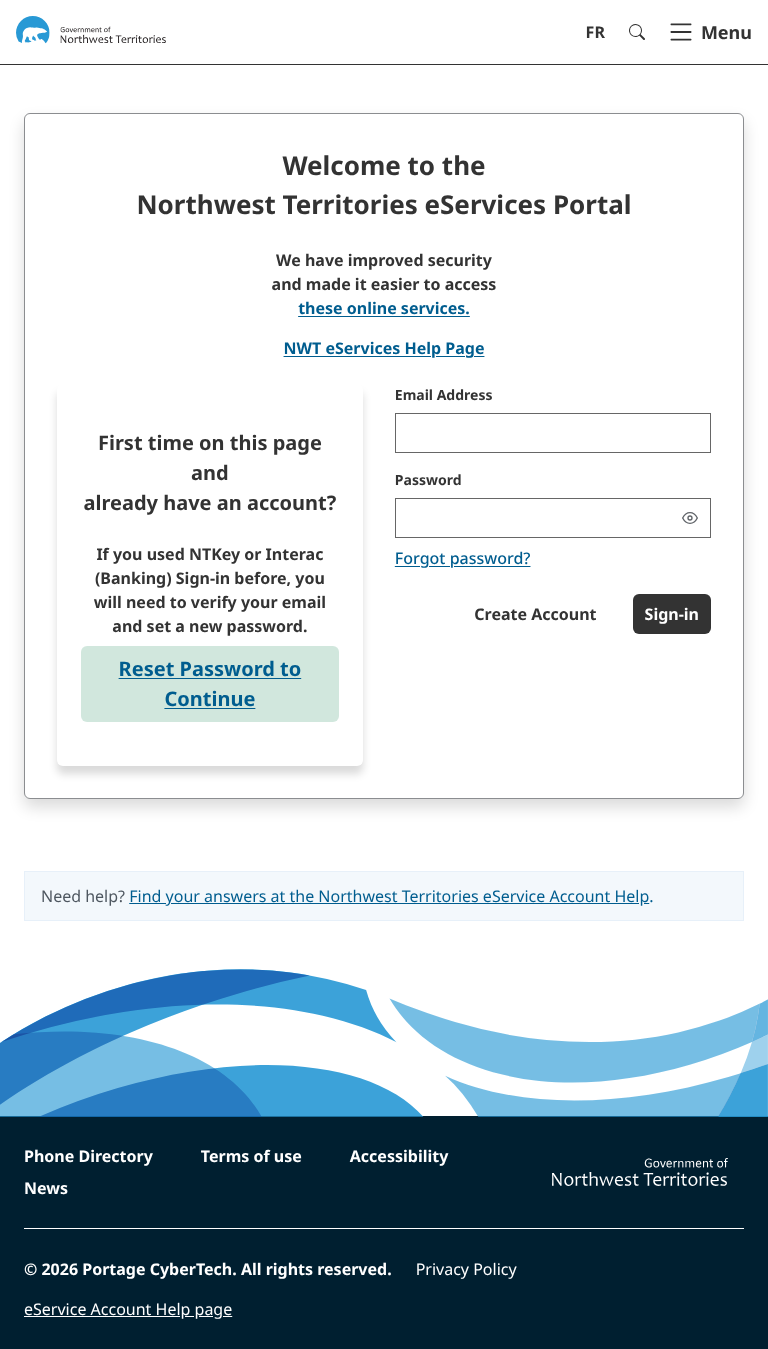 Government of
Northwest Territories
FR
Menu
Welcome to the
Northwest Territories eServices Portal
We have improved security
and made it easier to access
these online services.
NWT eServices Help Page
First time on this page
and
already have an account?
If you used NTKey or Interac
(Banking) Sign-in before, you
will need to verify your email
and set a new password.
Reset Password to
Continue
Email Address
Password
Forgot password?
Create Account
Sign-in
Need help? Find your answers at the Northwest Territories eService Account Help.
Phone Directory
Terms of use
Accessibility
News
Government of
Northwest Territories
© 2026 Portage CyberTech. All rights reserved.
Privacy Policy
eService Account Help page